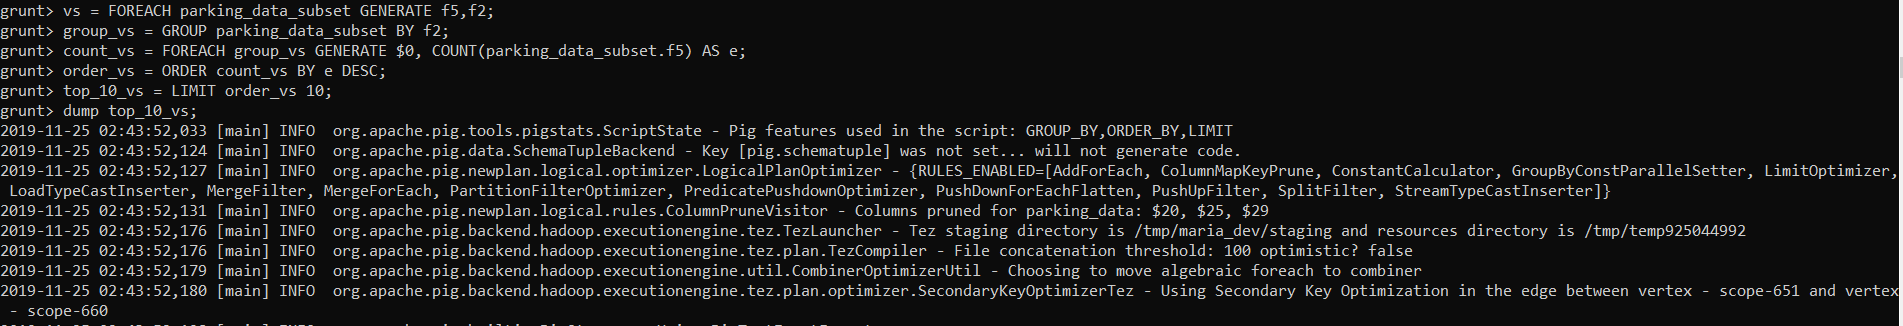 grunt> vs = FOREACH parking_data_subset GENERATE f5,f2;
grunt> group_vs = GROUP parking_data_subset BY f2;
grunt> count_vs = FOREACH group_vs GENERATE $0, COUNT(parking_data_subset.f5) AS e;
grunt> order_vs = ORDER count_vs BY e DESC;
grunt> top_10_vs = LIMIT order_vs 10;
grunt> dump top_10_vs;
2019-11-25 02:43:52,033 [main] INFO  org.apache.pig.tools.pigstats.ScriptState - Pig features used in the script: GROUP_BY,ORDER_BY,LIMIT
2019-11-25 02:43:52,124 [main] INFO  org.apache.pig.data.SchemaTupleBackend - Key [pig.schematuple] was not set... will not generate code.
2019-11-25 02:43:52,127 [main] INFO  org.apache.pig.newplan.logical.optimizer.LogicalPlanOptimizer - {RULES_ENABLED=[AddForEach, ColumnMapKeyPrune, ConstantCalculator, GroupByConstParallelSetter, LimitOptimizer,
 LoadTypeCastInserter, MergeFilter, MergeForEach, PartitionFilterOptimizer, PredicatePushdownOptimizer, PushDownForEachFlatten, PushUpFilter, SplitFilter, StreamTypeCastInserter]}
2019-11-25 02:43:52,131 [main] INFO  org.apache.pig.newplan.logical.rules.ColumnPruneVisitor - Columns pruned for parking_data: $20, $25, $29
2019-11-25 02:43:52,176 [main] INFO  org.apache.pig.backend.hadoop.executionengine.tez.TezLauncher - Tez staging directory is /tmp/maria_dev/staging and resources directory is /tmp/temp925044992
2019-11-25 02:43:52,176 [main] INFO  org.apache.pig.backend.hadoop.executionengine.tez.plan.TezCompiler - File concatenation threshold: 100 optimistic? false
2019-11-25 02:43:52,179 [main] INFO  org.apache.pig.backend.hadoop.executionengine.util.CombinerOptimizerUtil - Choosing to move algebraic foreach to combiner
2019-11-25 02:43:52,180 [main] INFO  org.apache.pig.backend.hadoop.executionengine.tez.plan.optimizer.SecondaryKeyOptimizerTez - Using Secondary Key Optimization in the edge between vertex - scope-651 and vertex
 - scope-660